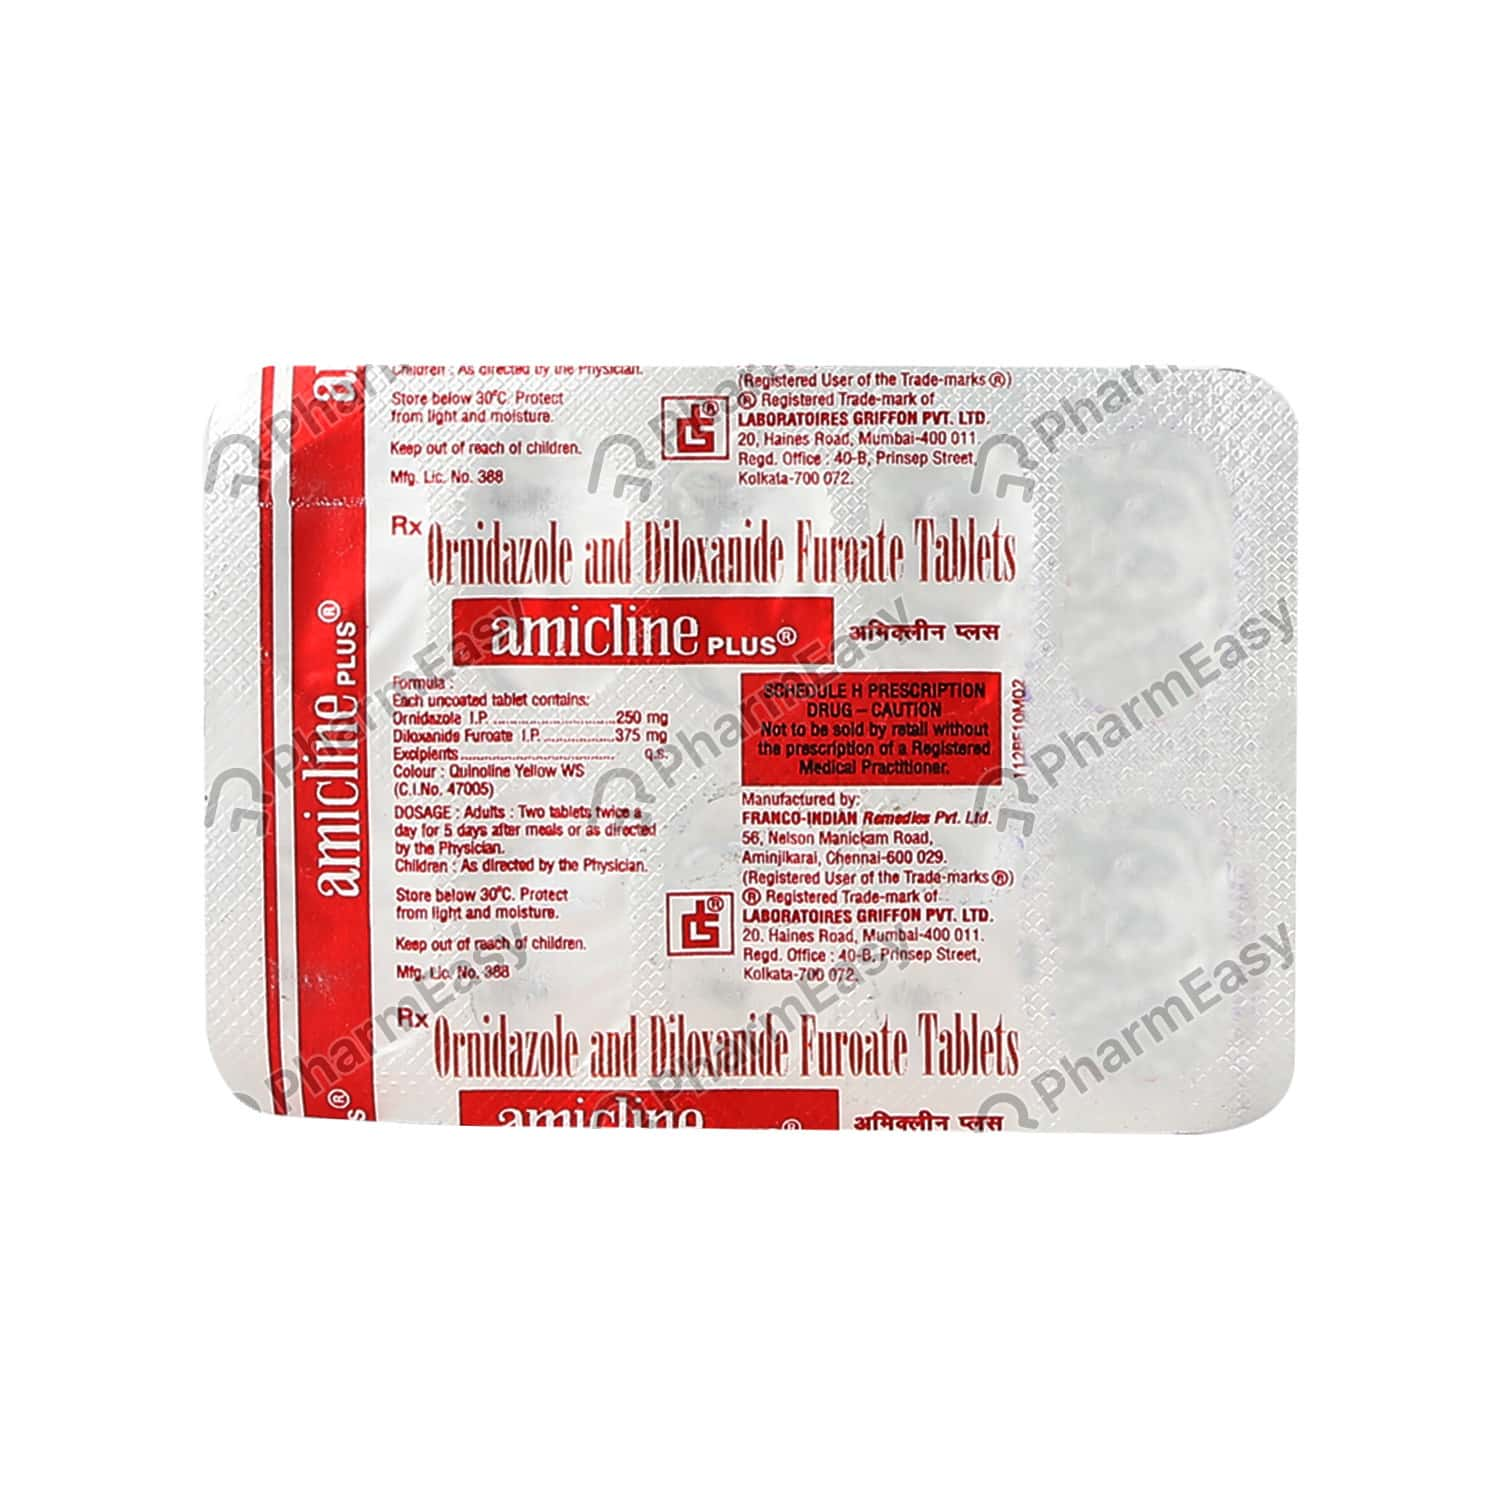 Children : As directed by the Physician.
Store below 30°C. Protect
from light and moisture.
Keep out of reach of children.
Mfg. Lic. No. 388
(Registered User of the Trade-marks ®)
® Registered Trade-mark of
LABORATOIRES GRIFFON PVT. LTD.
20, Haines Road, Mumbai-400 011.
Regd. Office : 40-B, Prinsep Street,
Kolkata-700 072.
Rx Ornidazole and Diloxanide Furoate Tablets
amicline PLUS® अमिक्लीन प्लस
amicline PLUS®
Formula :
Each uncoated tablet contains:
Ornidazole I.P. ........................250 mg
Diloxanide Furoate I.P. ..............375 mg
Excipients ................................ q.s.
Colour : Quinoline Yellow WS
(C.I.No. 47005)
DOSAGE : Adults : Two tablets twice a
day for 5 days after meals or as directed
by the Physician.
Children : As directed by the Physician.
Store below 30°C. Protect
from light and moisture.
Keep out of reach of children.
Mfg. Lic. No. 388
SCHEDULE H PRESCRIPTION
DRUG – CAUTION
Not to be sold by retail without
the prescription of a Registered
Medical Practitioner.
Manufactured by:
FRANCO-INDIAN Remedies Pvt. Ltd.
56, Nelson Manickam Road,
Aminjikarai, Chennai-600 029.
(Registered User of the Trade-marks ®)
® Registered Trade-mark of
LABORATOIRES GRIFFON PVT. LTD.
20, Haines Road, Mumbai-400 011.
Regd. Office : 40-B, Prinsep Street,
Kolkata-700 072.
Rx Ornidazole and Diloxanide Furoate Tablets
amicline ® अमिक्लीन प्लस
PharmEasy
PharmEasy
PharmEasy
PharmEasy
PharmEasy
PharmEasy
PharmEasy
PharmEasy
PharmEasy